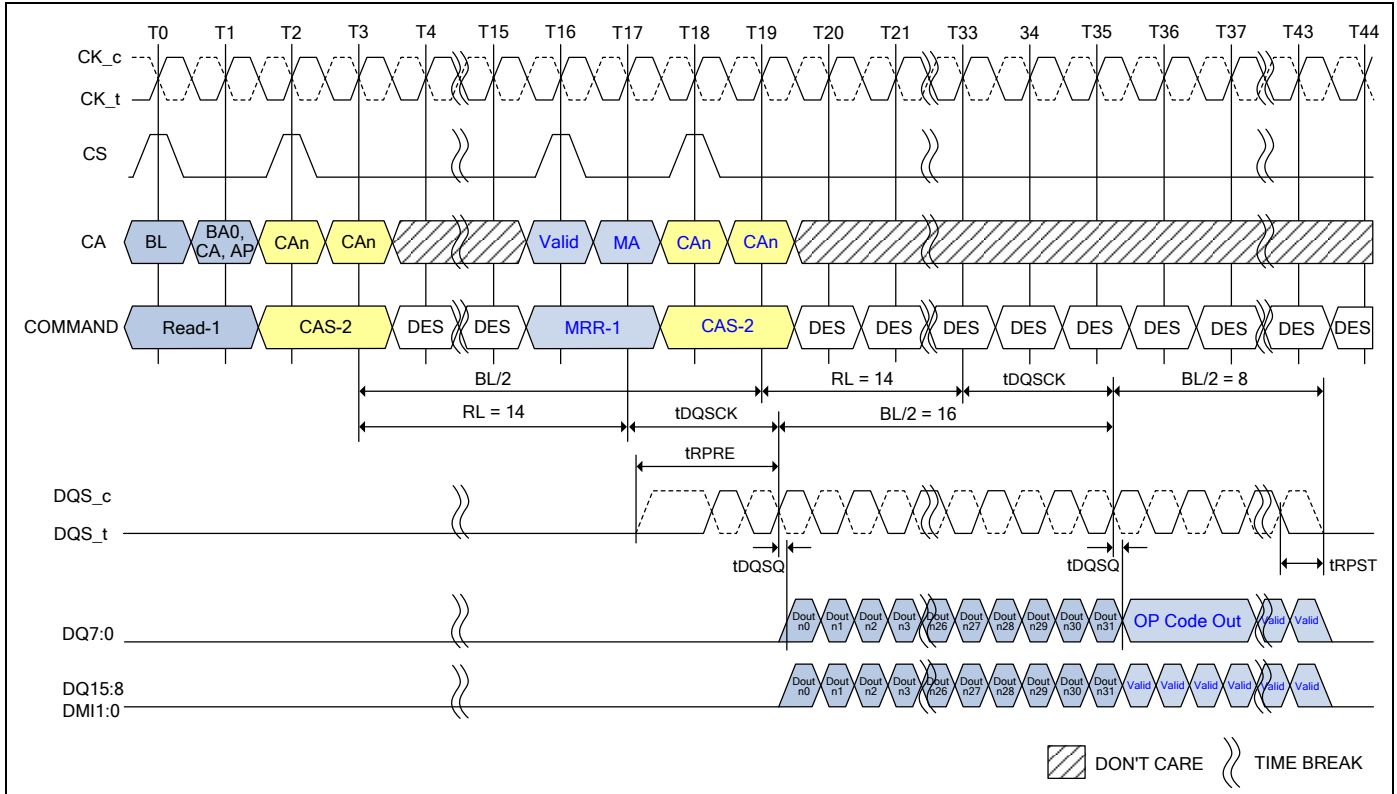 T0 T1 T2 T3 T4 T15 T16 T17 T18 T19 T20 T21 T33 34 T35 T36 T37 T43 T44
CK_c
CK_t
CS
CA BL BA0, CA, AP CAn CAn Valid MA CAn CAn
COMMAND Read-1 CAS-2 DES DES MRR-1 CAS-2 DES DES DES DES DES DES DES DES DES
BL/2 RL = 14 tDQSCK BL/2 = 8
RL = 14 tDQSCK BL/2 = 16
tRPRE
DQS_c
DQS_t
tDQSQ tDQSQ tRPST
DQ7:0 Dout n0 Dout n1 Dout n2 Dout n3 Dout n26 Dout n27 Dout n28 Dout n29 Dout n30 Dout n31 OP Code Out Valid Valid
DQ15:8 Dout n0 Dout n1 Dout n2 Dout n3 Dout n26 Dout n27 Dout n28 Dout n29 Dout n30 Dout n31 Valid Valid Valid Valid Valid Valid
DMI1:0
DON'T CARE TIME BREAK